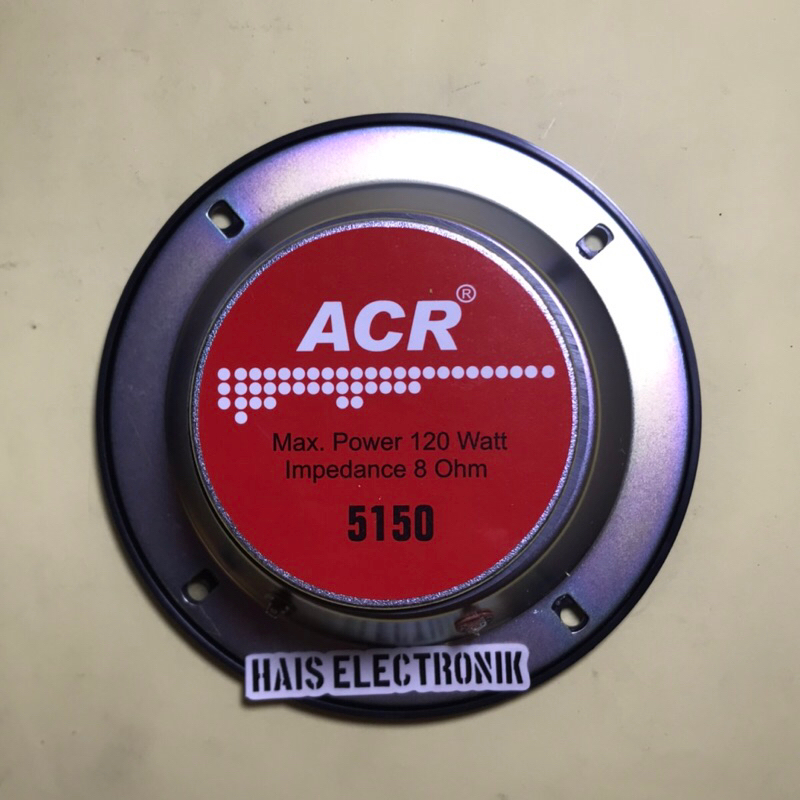 ACR®
Max. Power 120 Watt
Impedance 8 Ohm
5150
HAIS ELECTRONIK